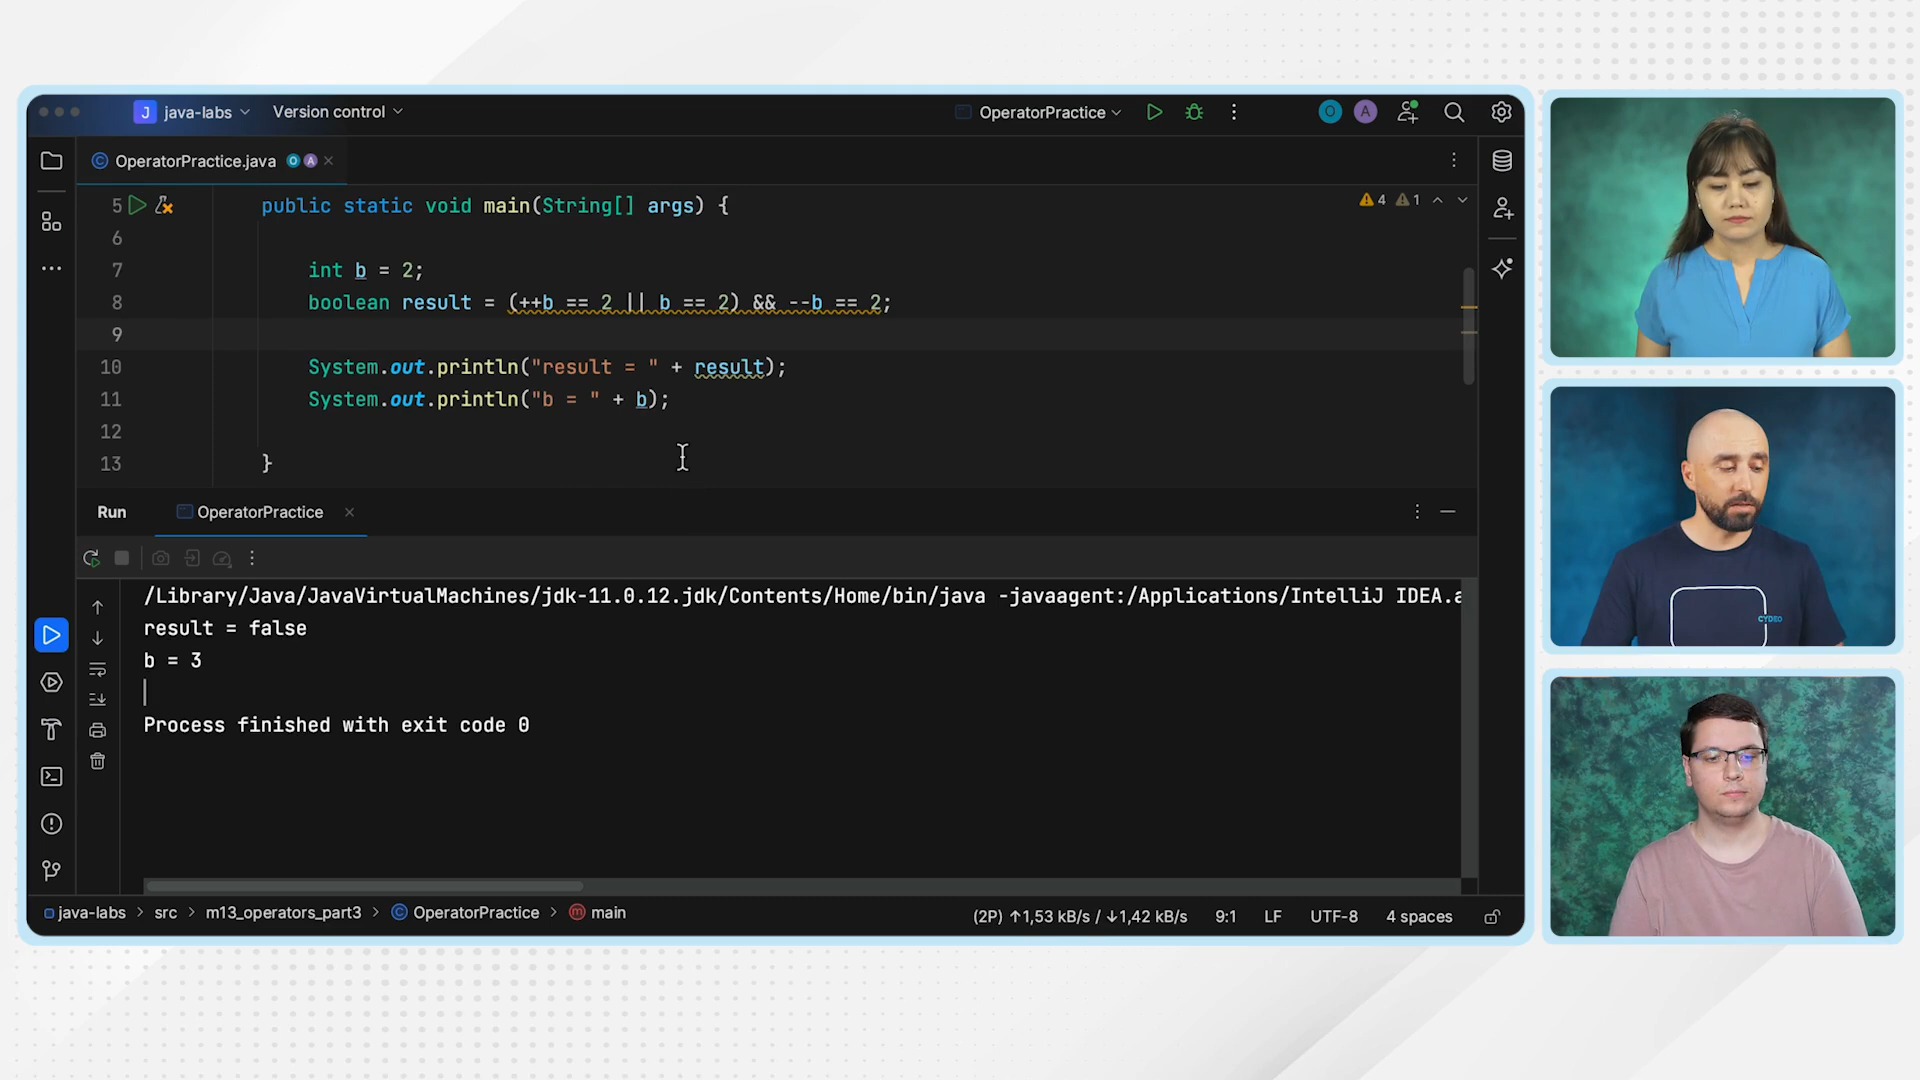 J java-labs Version control OperatorPractice O A
OperatorPractice.java O A
5 public static void main(String[] args) {
6
7 int b = 2;
8 boolean result = (++b == 2 || b == 2) && --b == 2;
9
10 System.out.println("result = " + result);
11 System.out.println("b = " + b);
12
13 }
4 1
Run OperatorPractice
/Library/Java/JavaVirtualMachines/jdk-11.0.12.jdk/Contents/Home/bin/java -javaagent:/Applications/IntelliJ IDEA.a
result = false
b = 3
Process finished with exit code 0
java-labs > src > m13_operators_part3 > OperatorPractice > main
(2P) ↑1,53 kB/s / ↓1,42 kB/s 9:1 LF UTF-8 4 spaces
CYDEO